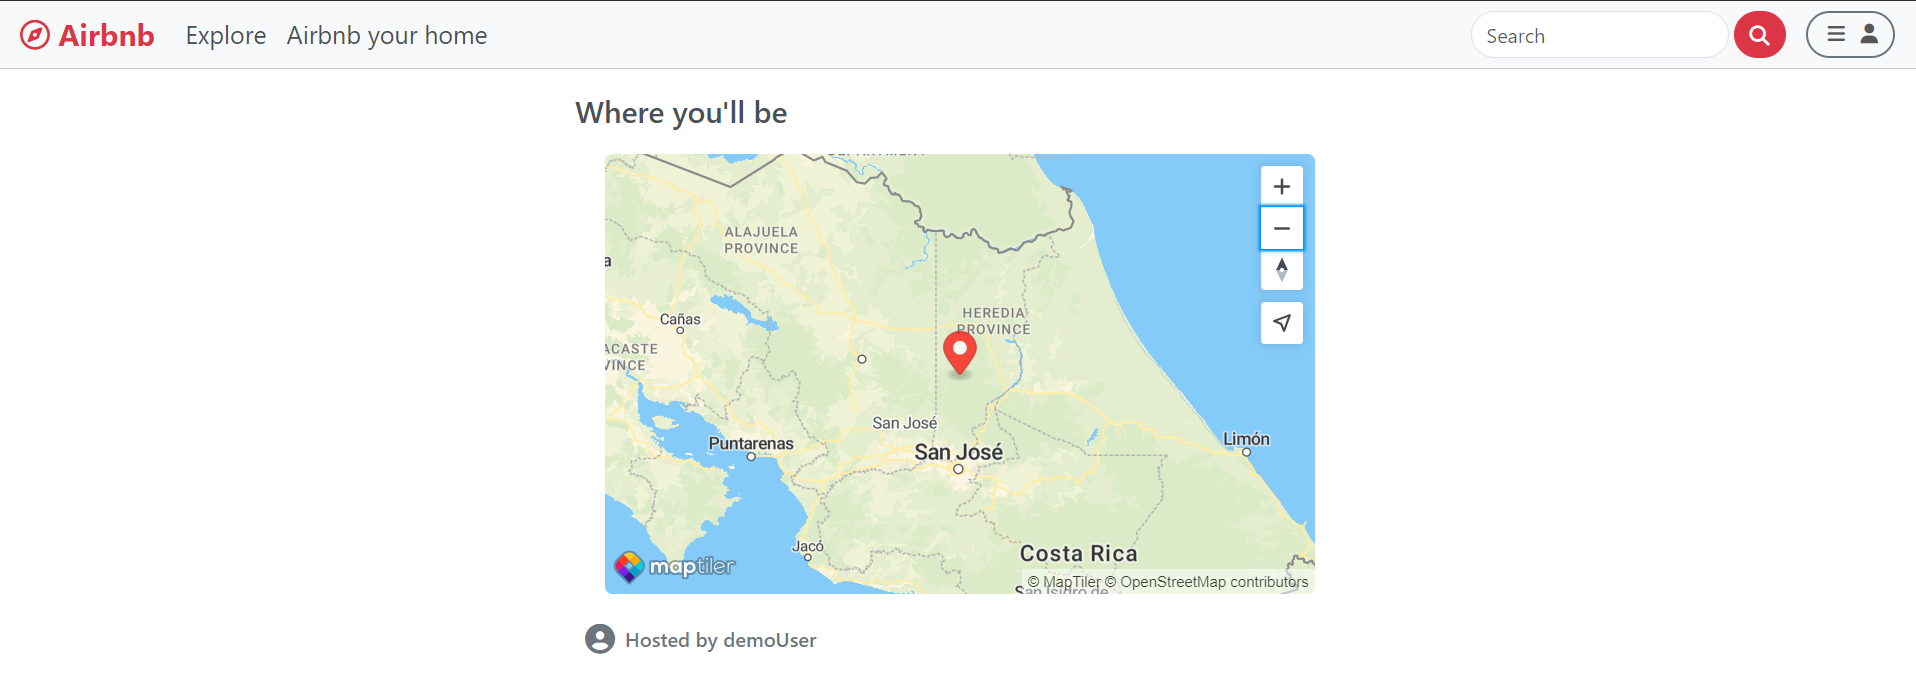 Airbnb Explore Airbnb your home Search
Where you'll be
ALAJUELA
PROVINCE
a
HEREDIA
PROVINCE
Cañas
ACASTE
VINCE
San José
Puntarenas
San José
Limón
Jacó
Costa Rica
maptiler
© MapTiler © OpenStreetMap contributors
San Isidro de
Hosted by demoUser